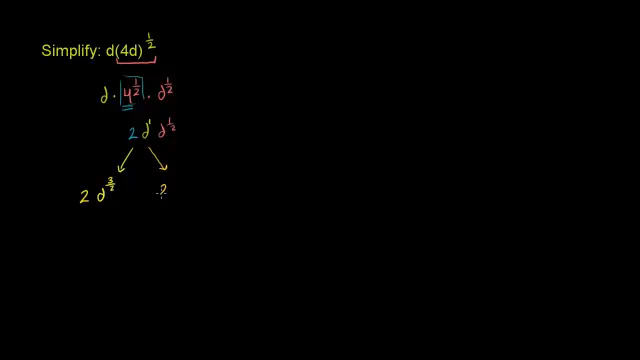 Simplify: d(4d)^{1/2}
d · 4^{1/2} · d^{1/2}
2 d^1 d^{1/2}
2 d^{3/2} ?